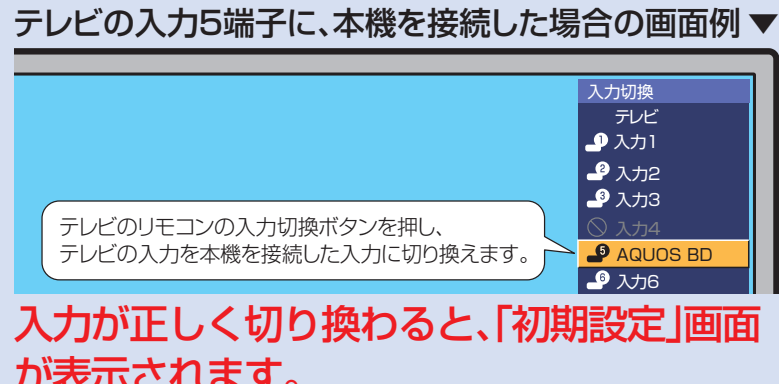 テレビの入力5端子に、本機を接続した場合の画面例 ▼
入力切換
テレビ
1 入力1
2 入力2
3 入力3
入力4
5 AQUOS BD
6 入力6
テレビのリモコンの入力切換ボタンを押し、
テレビの入力を本機を接続した入力に切り換えます。
入力が正しく切り換わると、「初期設定」画面
が表示されます。